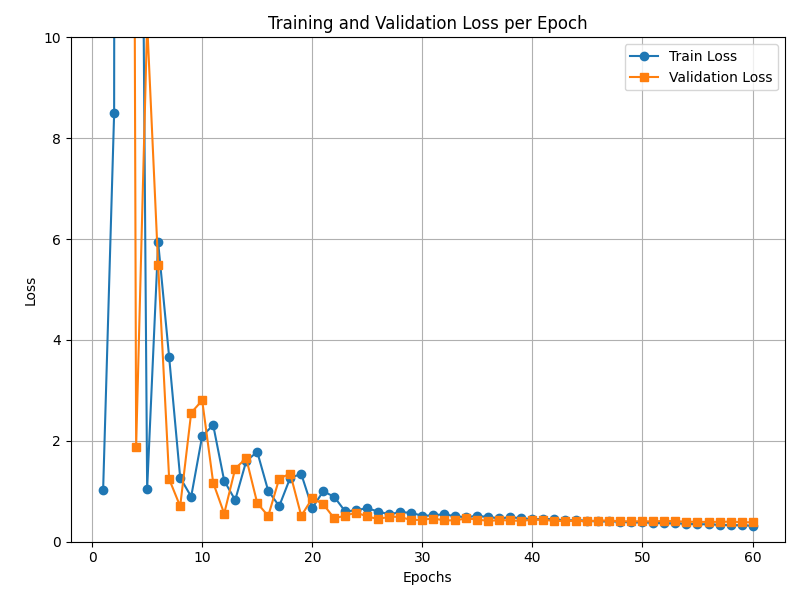 Training and Validation Loss per Epoch
Train Loss
Validation Loss
10
8
6
4
2
0
Loss
0 10 20 30 40 50 60
Epochs